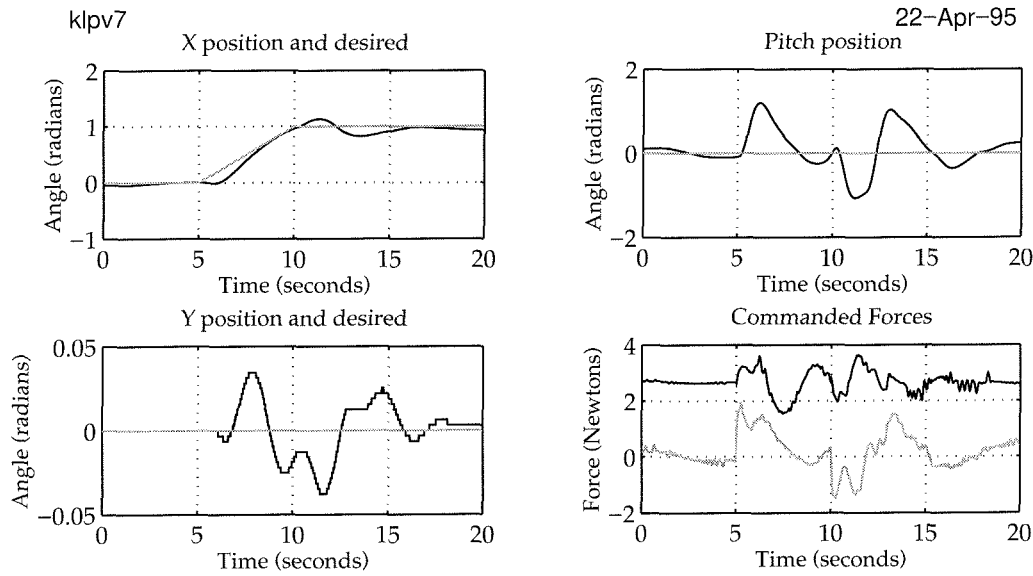 klpv7
22-Apr-95
X position and desired
Angle (radians)
2
1
0
−1
0 5 10 15 20
Time (seconds)
Pitch position
Angle (radians)
2
0
−2
0 5 10 15 20
Time (seconds)
Y position and desired
Angle (radians)
0.05
0
−0.05
0 5 10 15 20
Time (seconds)
Commanded Forces
Force (Newtons)
4
2
0
−2
0 5 10 15 20
Time (seconds)